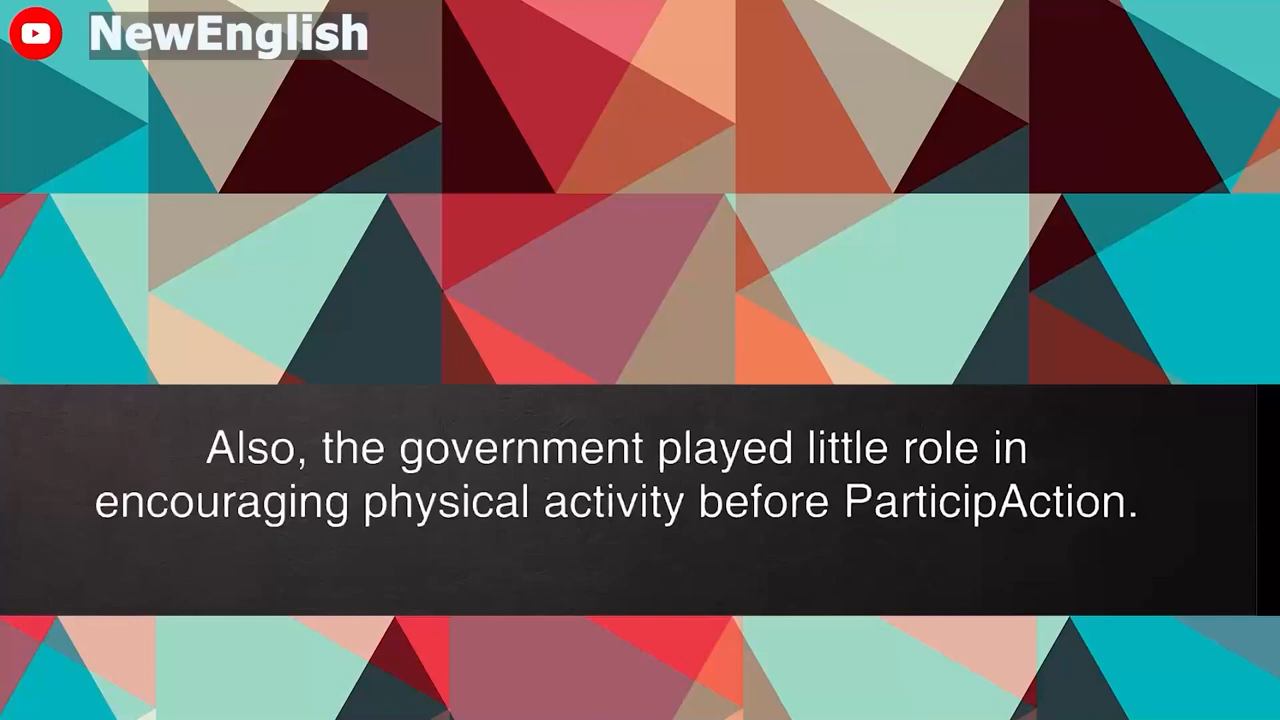 NewEnglish
Also, the government played little role in
encouraging physical activity before ParticipAction.